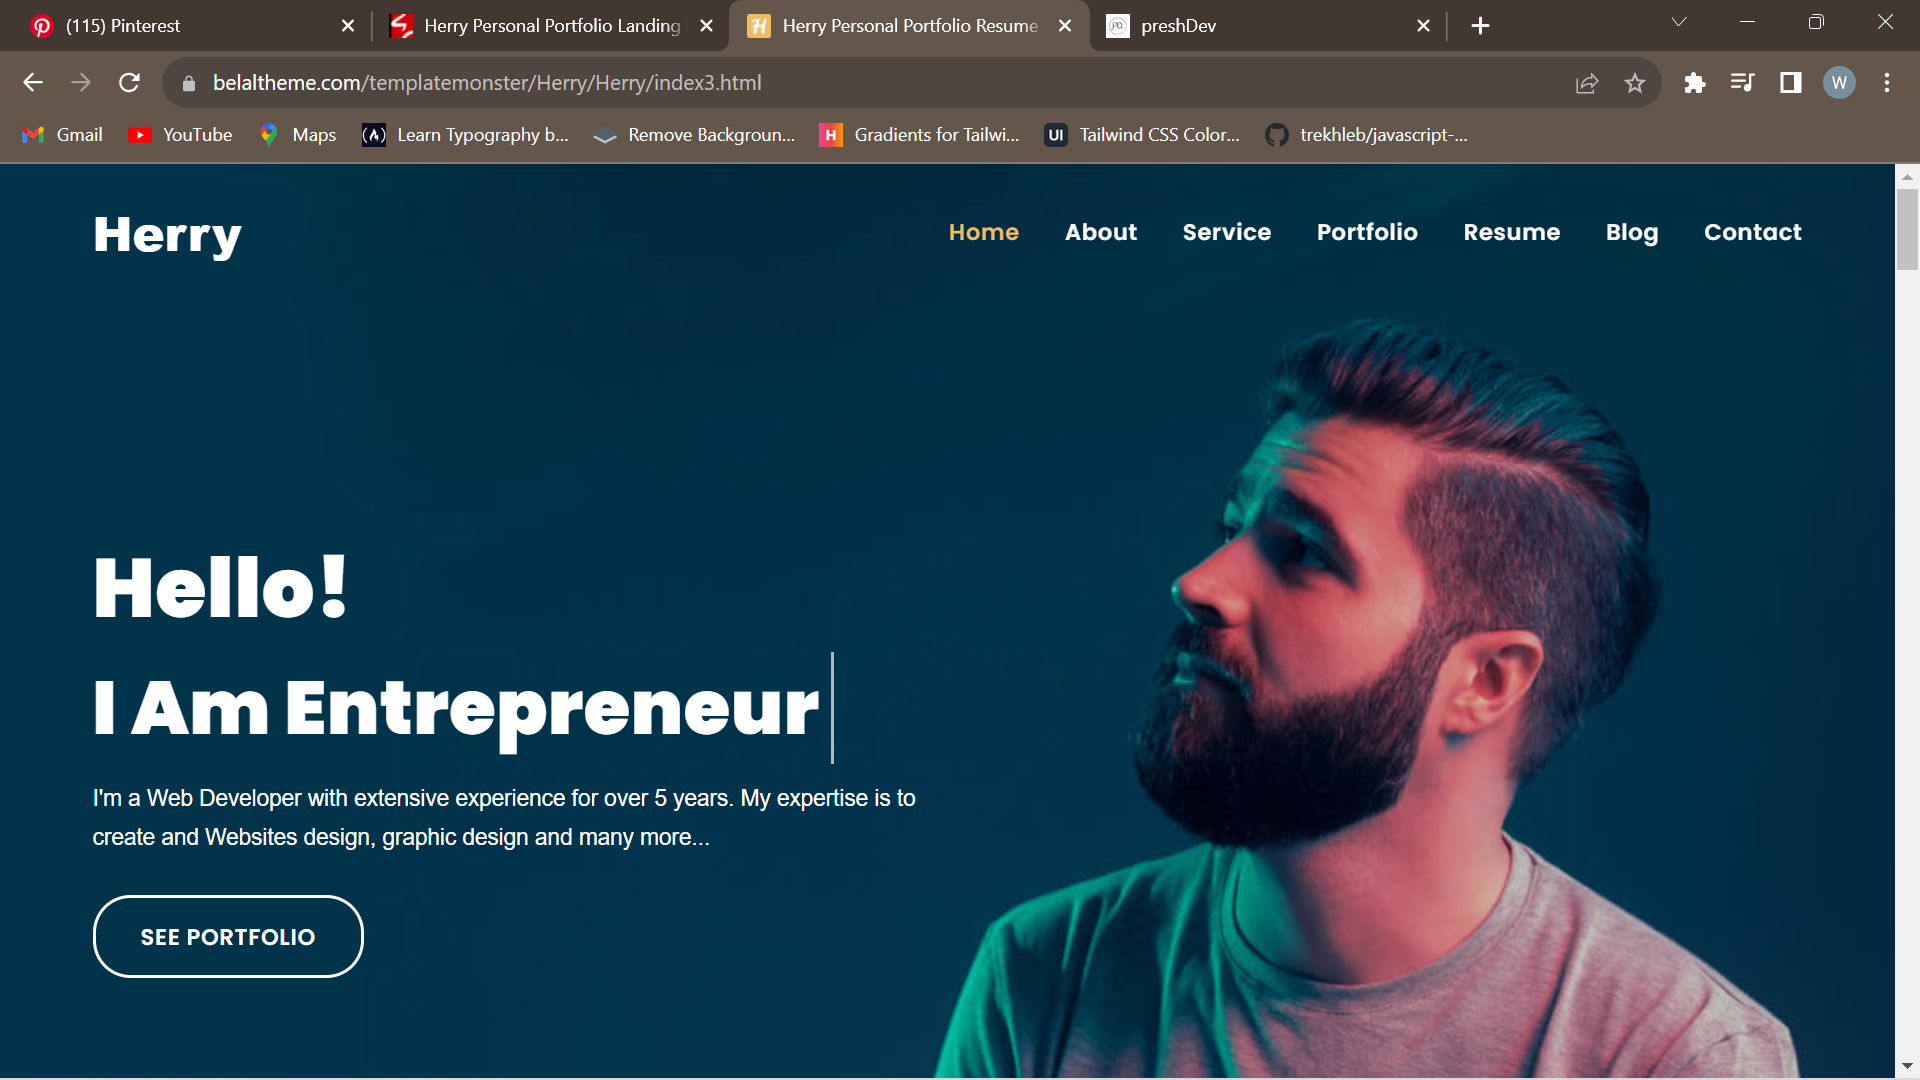 (115) Pinterest
Herry Personal Portfolio Landing
Herry Personal Portfolio Resume
preshDev
belaltheme.com/templatemonster/Herry/Herry/index3.html
W
Gmail
YouTube
Maps
(A)
Learn Typography b...
Remove Backgroun...
H
Gradients for Tailwi...
UI
Tailwind CSS Color...
trekhleb/javascript-...
Herry
Home
About
Service
Portfolio
Resume
Blog
Contact
Hello!
I Am Entrepreneur
I'm a Web Developer with extensive experience for over 5 years. My expertise is to
create and Websites design, graphic design and many more...
SEE PORTFOLIO